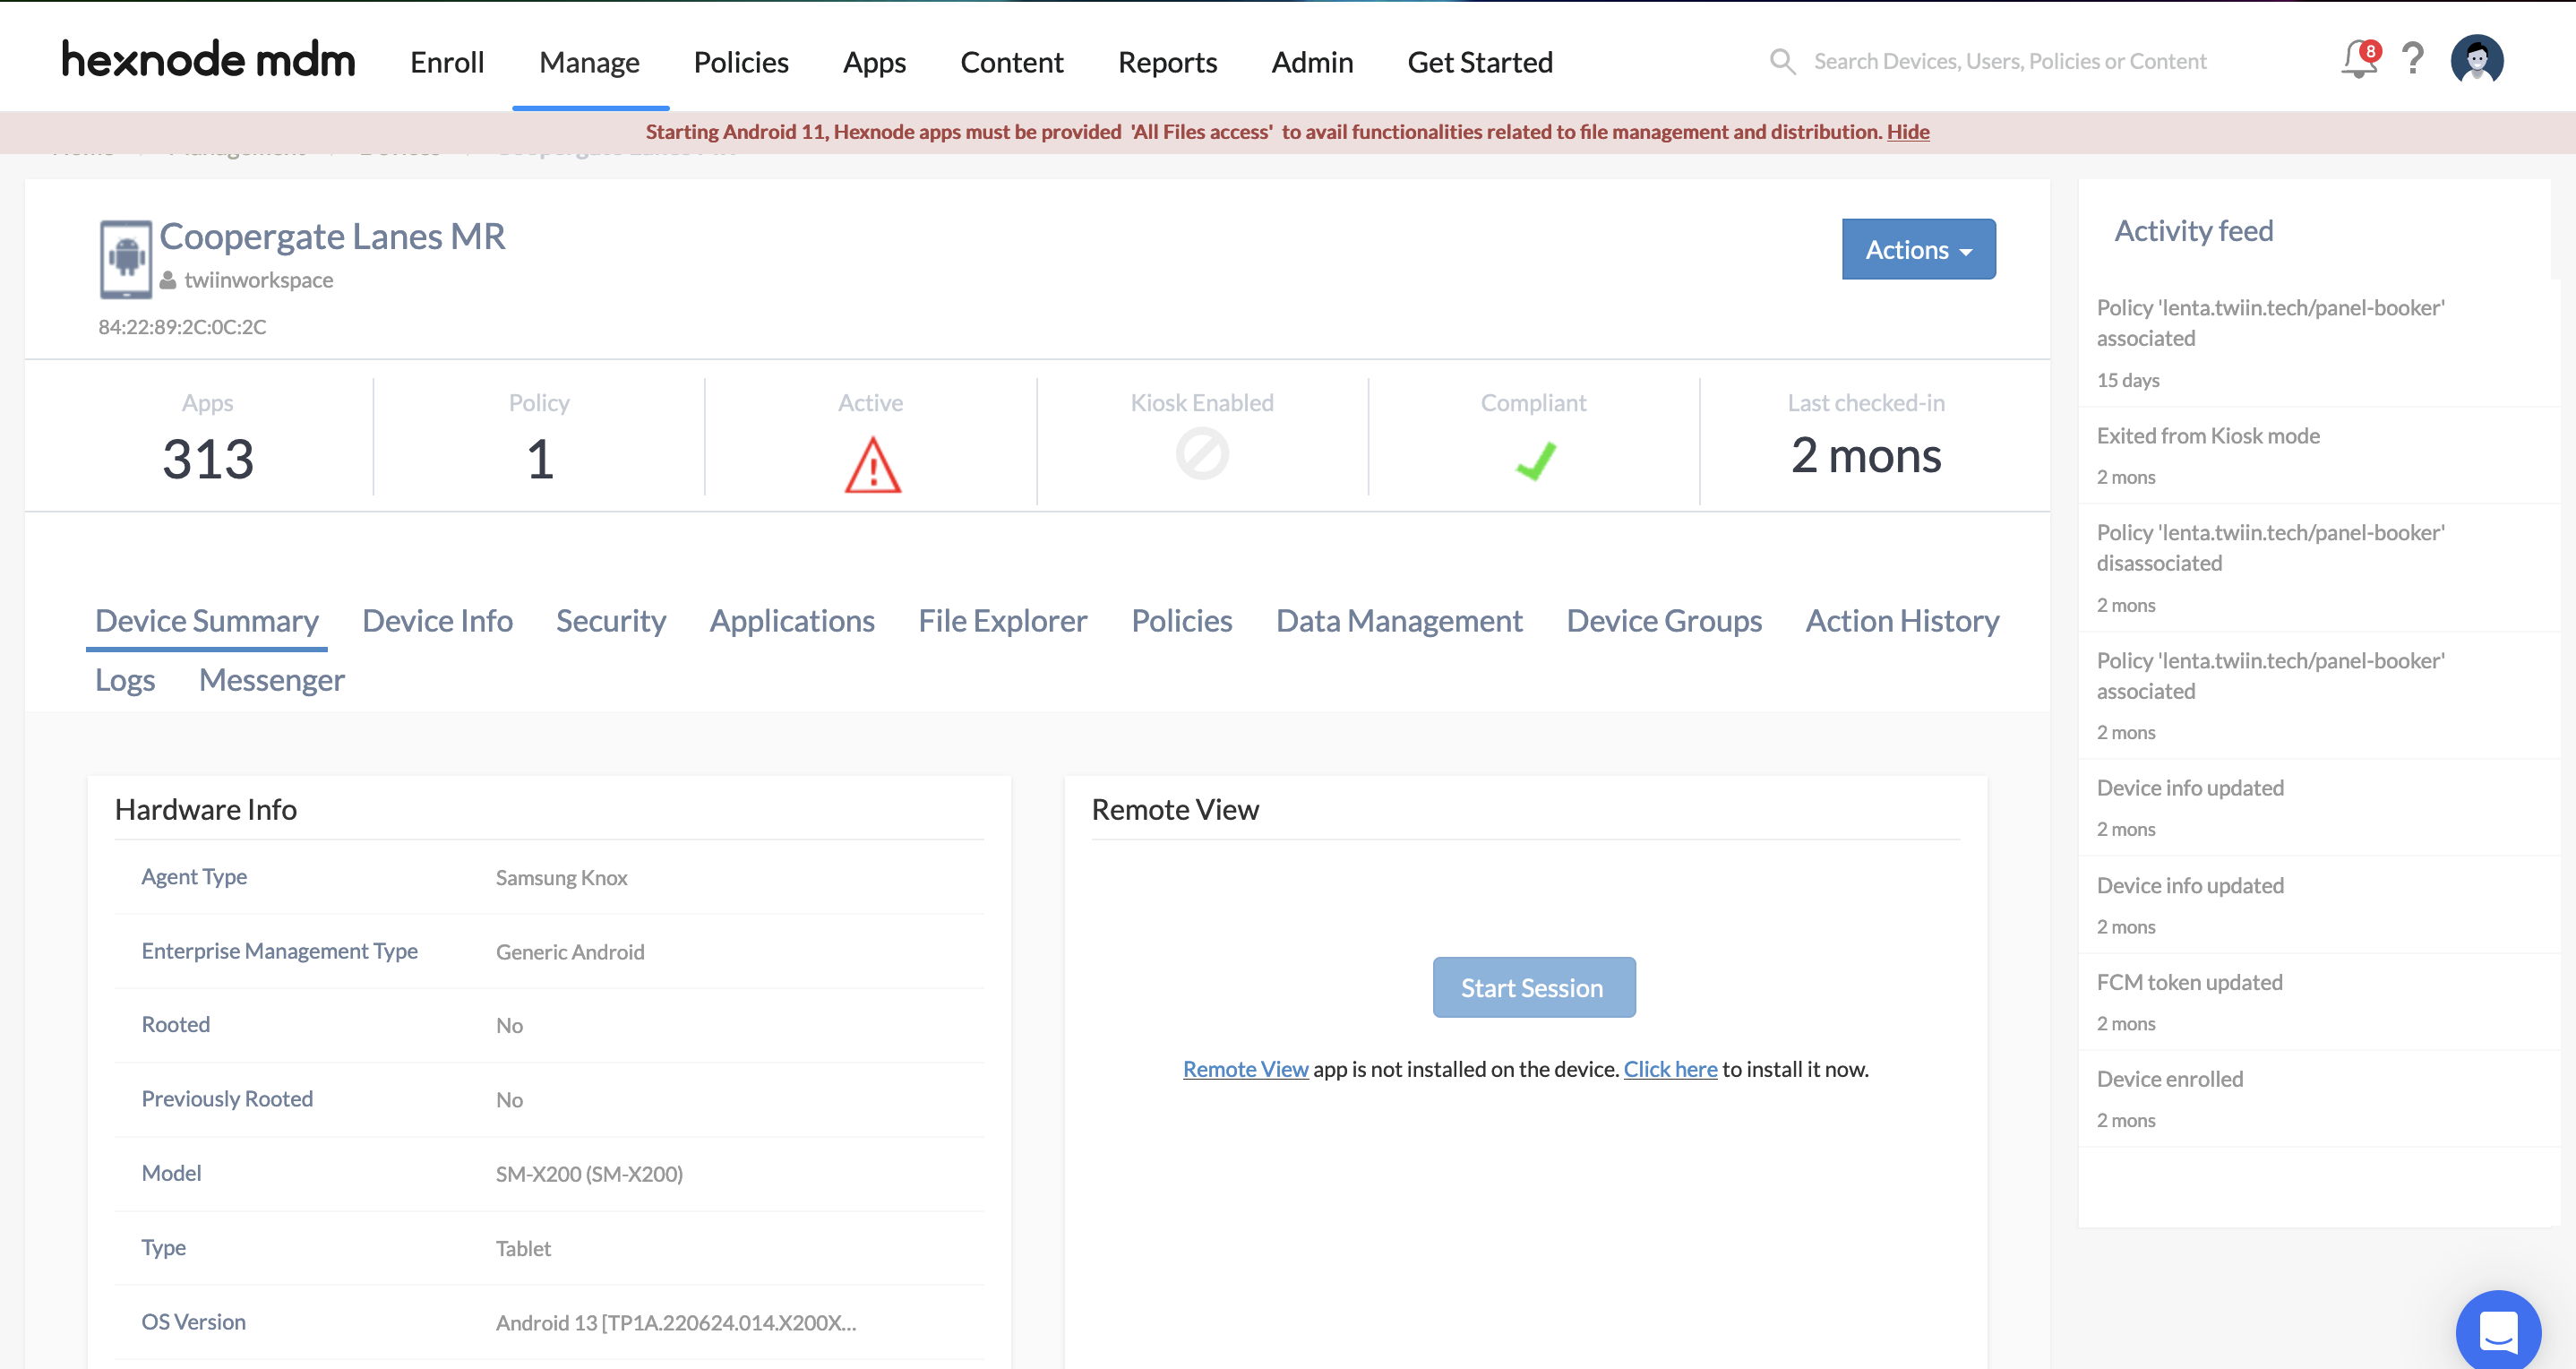 hexnode mdm
Enroll
Manage
Policies
Apps
Content
Reports
Admin
Get Started
Search Devices, Users, Policies or Content
8
?
Starting Android 11, Hexnode apps must be provided 'All Files access' to avail functionalities related to file management and distribution. Hide
Coopergate Lanes MR
twiinworkspace
84:22:89:2C:0C:2C
Actions
Apps
313
Policy
1
Active
Kiosk Enabled
Compliant
Last checked-in
2 mons
Device Summary
Device Info
Security
Applications
File Explorer
Policies
Data Management
Device Groups
Action History
Logs
Messenger
Hardware Info
Agent Type
Samsung Knox
Enterprise Management Type
Generic Android
Rooted
No
Previously Rooted
No
Model
SM-X200 (SM-X200)
Type
Tablet
OS Version
Android 13 [TP1A.220624.014.X200X...
Remote View
Start Session
Remote View app is not installed on the device. Click here to install it now.
Activity feed
Policy 'lenta.twiin.tech/panel-booker'
associated
15 days
Exited from Kiosk mode
2 mons
Policy 'lenta.twiin.tech/panel-booker'
disassociated
2 mons
Policy 'lenta.twiin.tech/panel-booker'
associated
2 mons
Device info updated
2 mons
Device info updated
2 mons
FCM token updated
2 mons
Device enrolled
2 mons